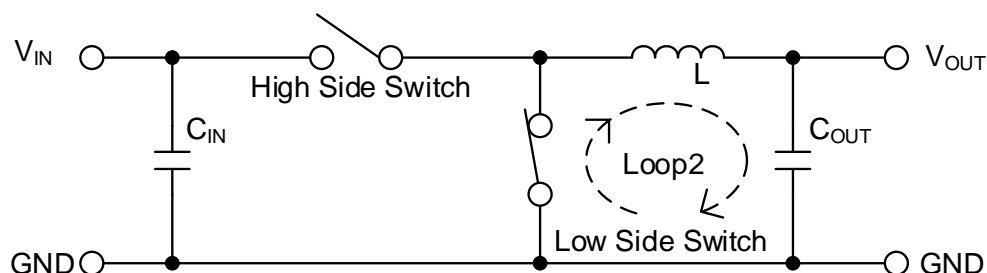 VIN
VOUT
High Side Switch
L
CIN
COUT
Loop2
Low Side Switch
GND
GND